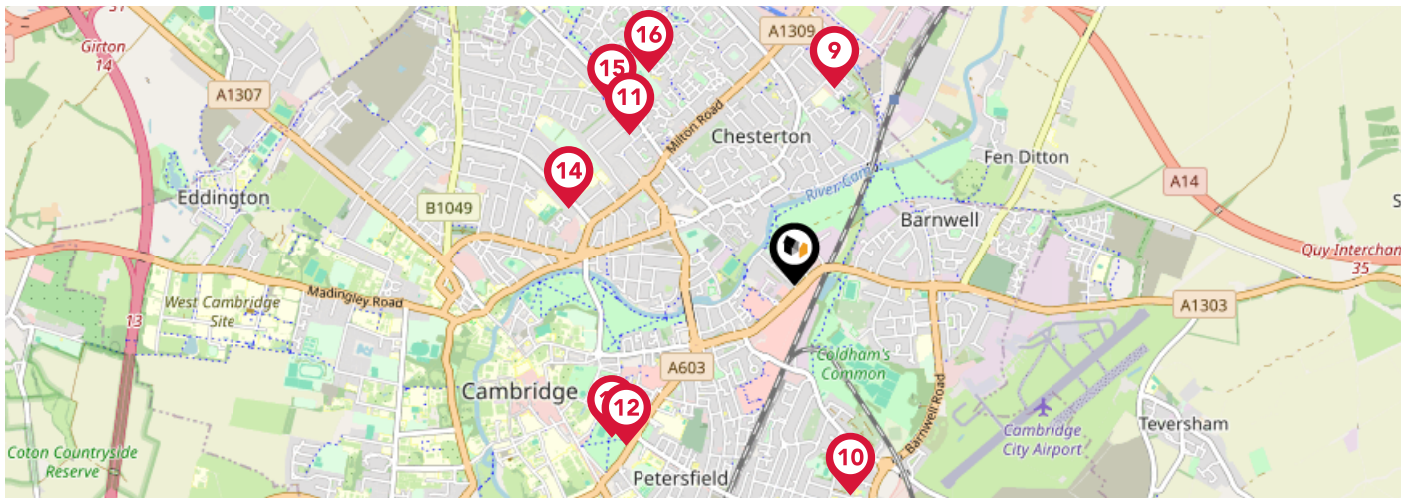 16
A1309
9
Girton
14
15
A1307
11
Milton Road
Chesterton
Fen Ditton
14
River Cam
A14
Eddington
B1049
Barnwell
Quy Interchan
35
Madingley Road
West Cambridge
Site
13
A1303
A603
Coldham's
Common
Cambridge
12
Barnwell Road
Cambridge
City Airport
Teversham
Coton Countryside
Reserve
10
Petersfield